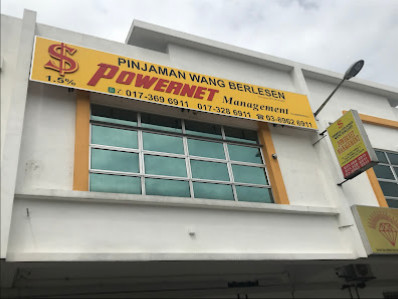 PINJAMAN WANG BERLESEN
$
1.5%
POWERNET
Management
017-369 6911 017-328 6911 03-8962 6911